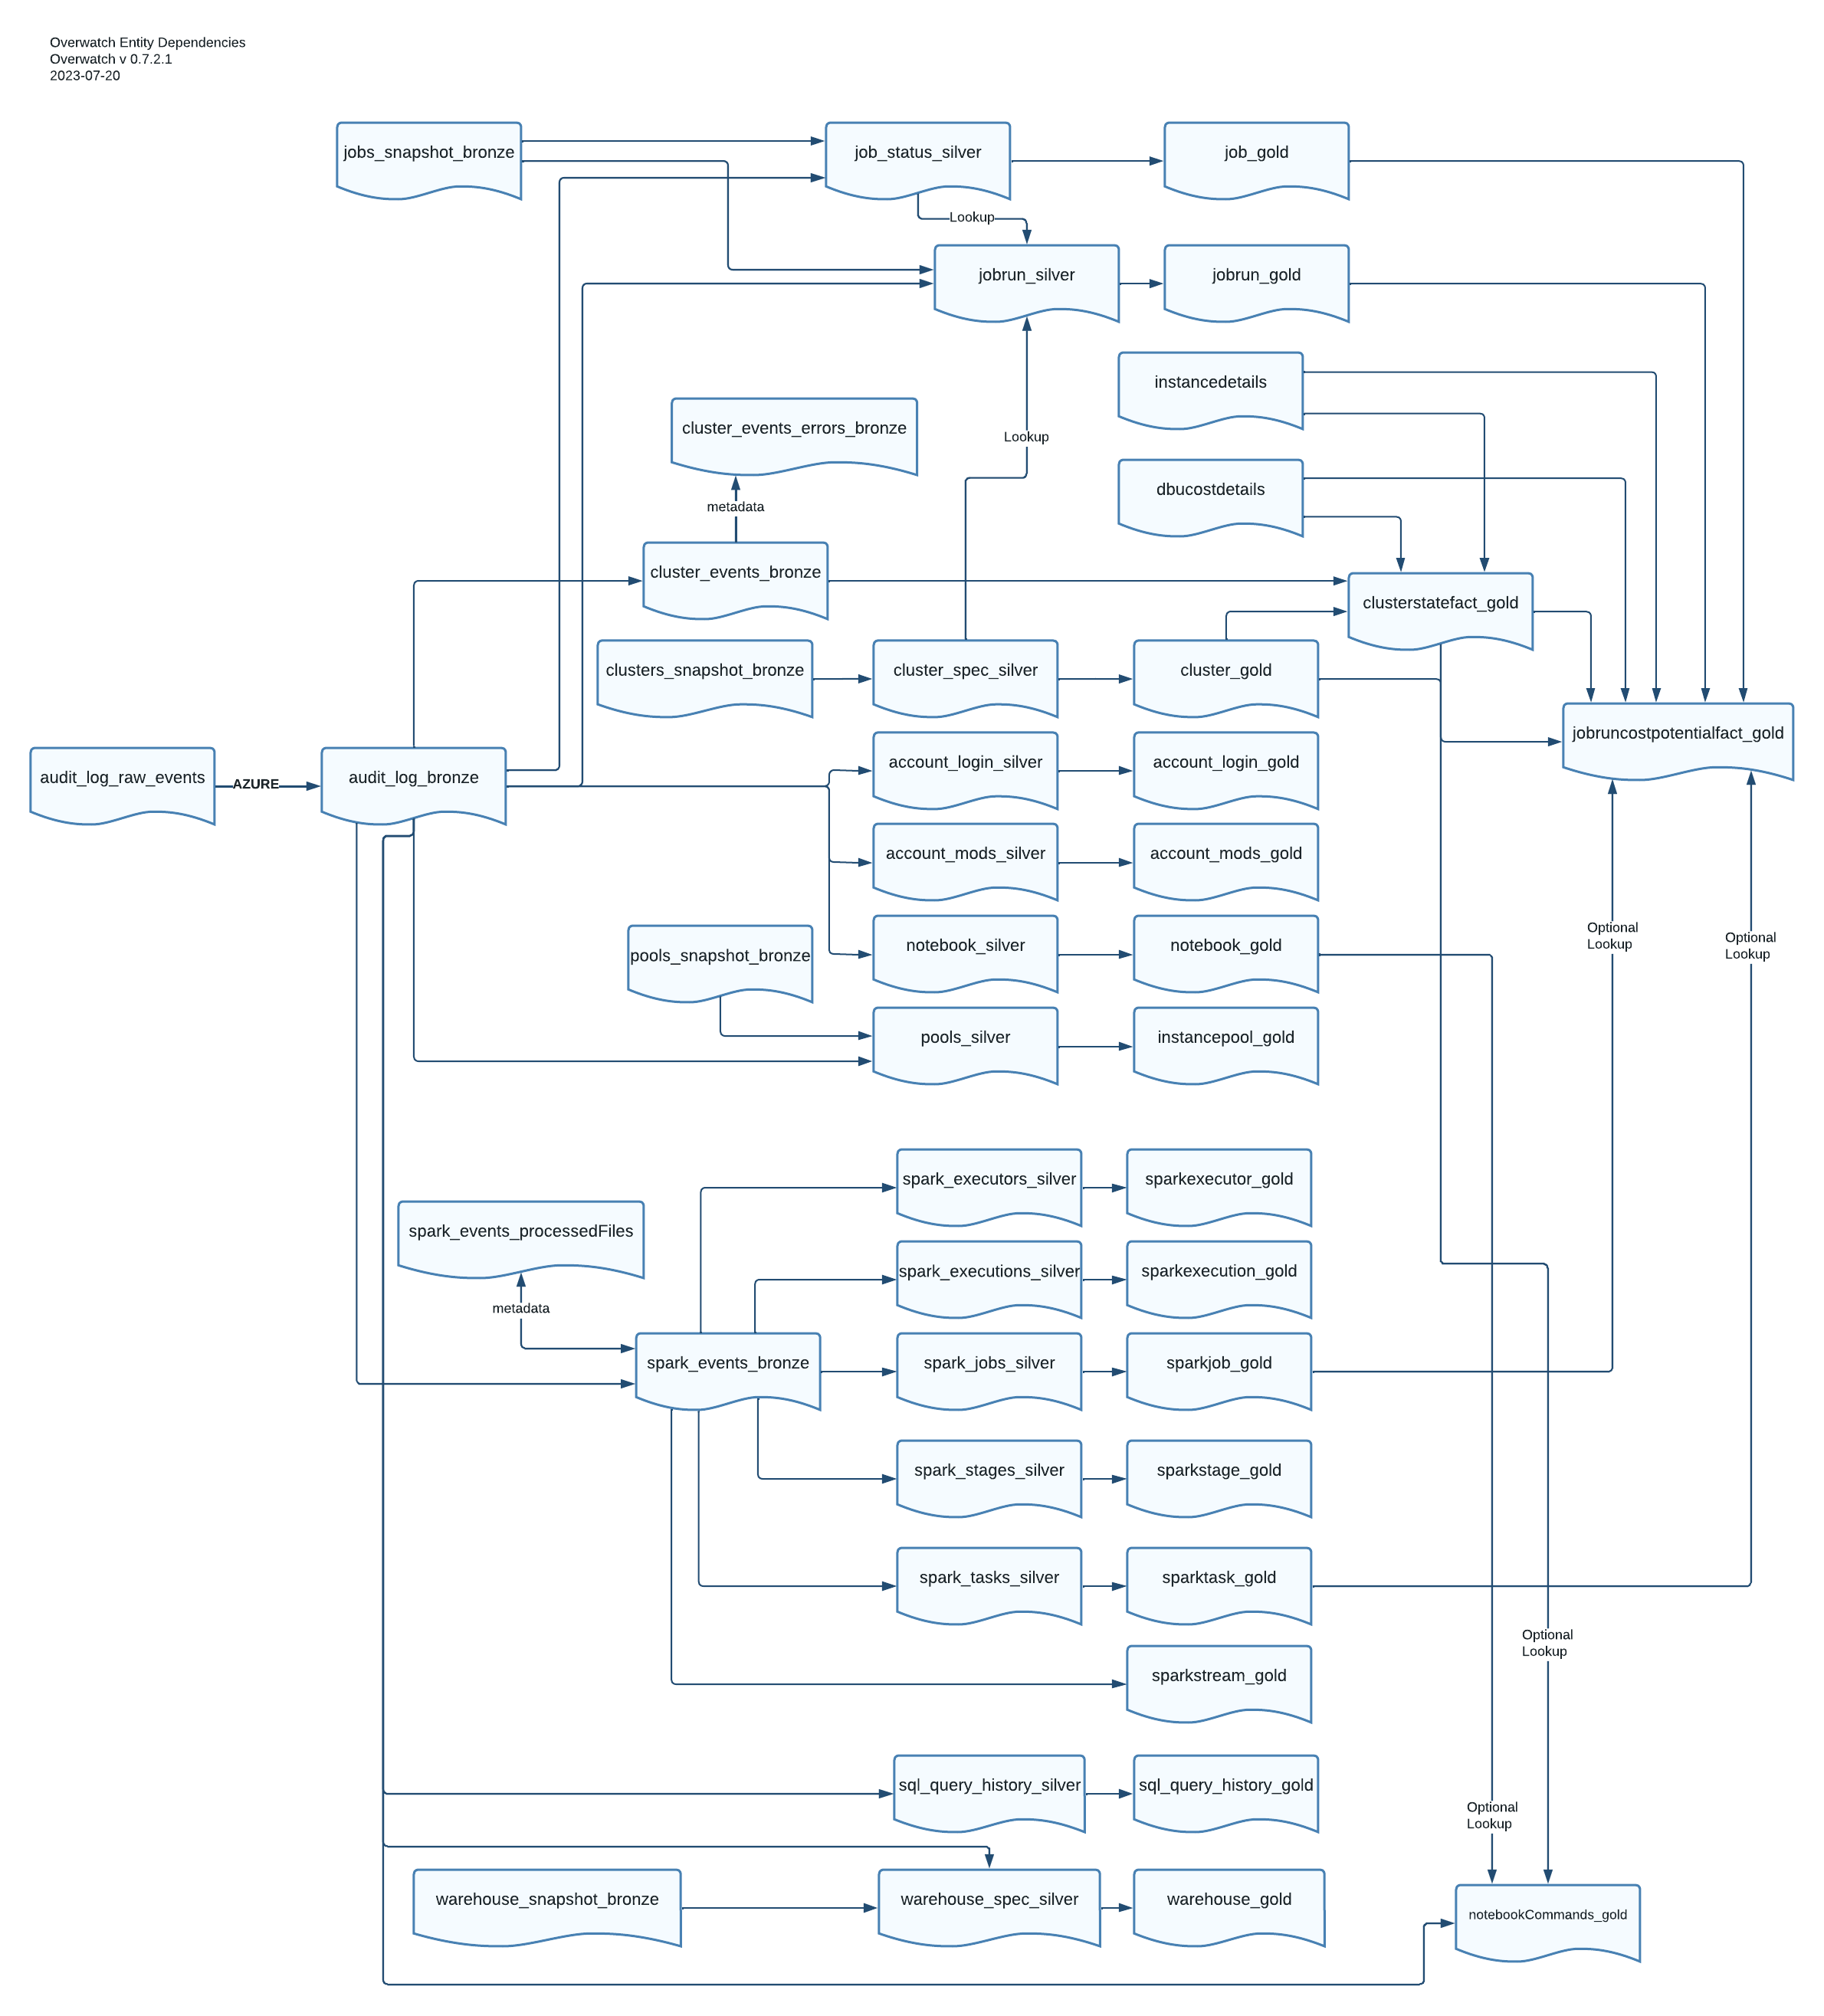 Overwatch Entity Dependencies
Overwatch v 0.7.2.1
2023-07-20
jobs_snapshot_bronze
job_status_silver
job_gold
Lookup
jobrun_silver
jobrun_gold
instancedetails
cluster_events_errors_bronze
Lookup
dbucostdetails
metadata
cluster_events_bronze
clusterstatefact_gold
clusters_snapshot_bronze
cluster_spec_silver
cluster_gold
jobruncostpotentialfact_gold
audit_log_raw_events
AZURE
audit_log_bronze
account_login_silver
account_login_gold
account_mods_silver
account_mods_gold
Optional
Lookup
Optional
Lookup
pools_snapshot_bronze
notebook_silver
notebook_gold
pools_silver
instancepool_gold
spark_executors_silver
sparkexecutor_gold
spark_events_processedFiles
spark_executions_silver
sparkexecution_gold
metadata
spark_events_bronze
spark_jobs_silver
sparkjob_gold
spark_stages_silver
sparkstage_gold
spark_tasks_silver
sparktask_gold
Optional
Lookup
sparkstream_gold
sql_query_history_silver
sql_query_history_gold
Optional
Lookup
warehouse_snapshot_bronze
warehouse_spec_silver
warehouse_gold
notebookCommands_gold